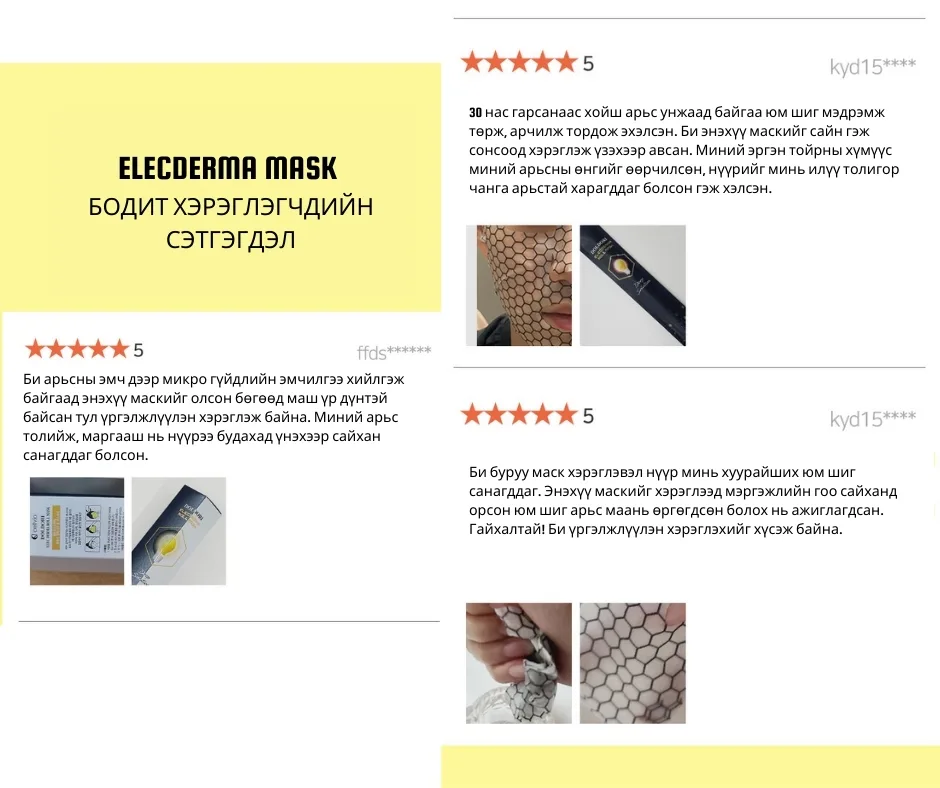 ELECDERMA MASK
БОДИТ ХЭРЭГЛЭГЧДИЙН
СЭТГЭГДЭЛ
5
ffds******
Би арьсны эмч дээр микро гүйдлийн эмчилгээ хийлгэж
байгаад энэхүү маскийг олсон бөгөөд маш үр дүнтэй
байсан тул үргэлжлүүлэн хэрэглэж байна. Миний арьс
толийж, маргааш нь нүүрээ будахад үнэхээр сайхан
санагддаг болсон.
5
kyd15****
30 нас гарсанаас хойш арьс унжаад байгаа юм шиг мэдрэмж
төрж, арчилж тордож эхэлсэн. Би энэхүү маскийг сайн гэж
сонсоод хэрэглэж үзэхээр авсан. Миний эргэн тойрны хүмүүс
миний арьсны өнгийг өөрчилсөн, нүүрийг минь илүү толигор
чанга арьстай харагддаг болсон гэж хэлсэн.
5
kyd15****
Би буруу маск хэрэглэвэл нүүр минь хуурайших юм шиг
санагддаг. Энэхүү маскийг хэрэглээд мэргэжлийн гоо сайханд
орсон юм шиг арьс маань өргөгдсөн болох нь ажиглагдсан.
Гайхалтай! Би үргэлжлүүлэн хэрэглэхийг хүсэж байна.